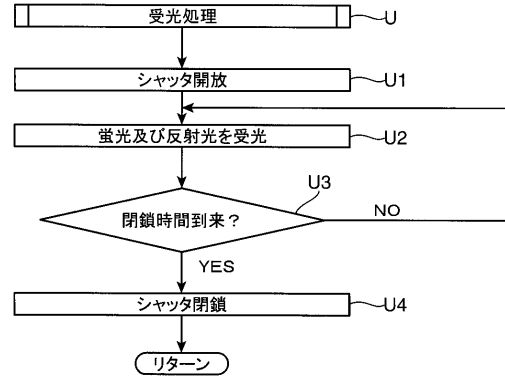 受光処理
U
シャッタ開放
U1
蛍光及び反射光を受光
U2
U3
閉鎖時間到来?
NO
YES
シャッタ閉鎖
U4
リターン